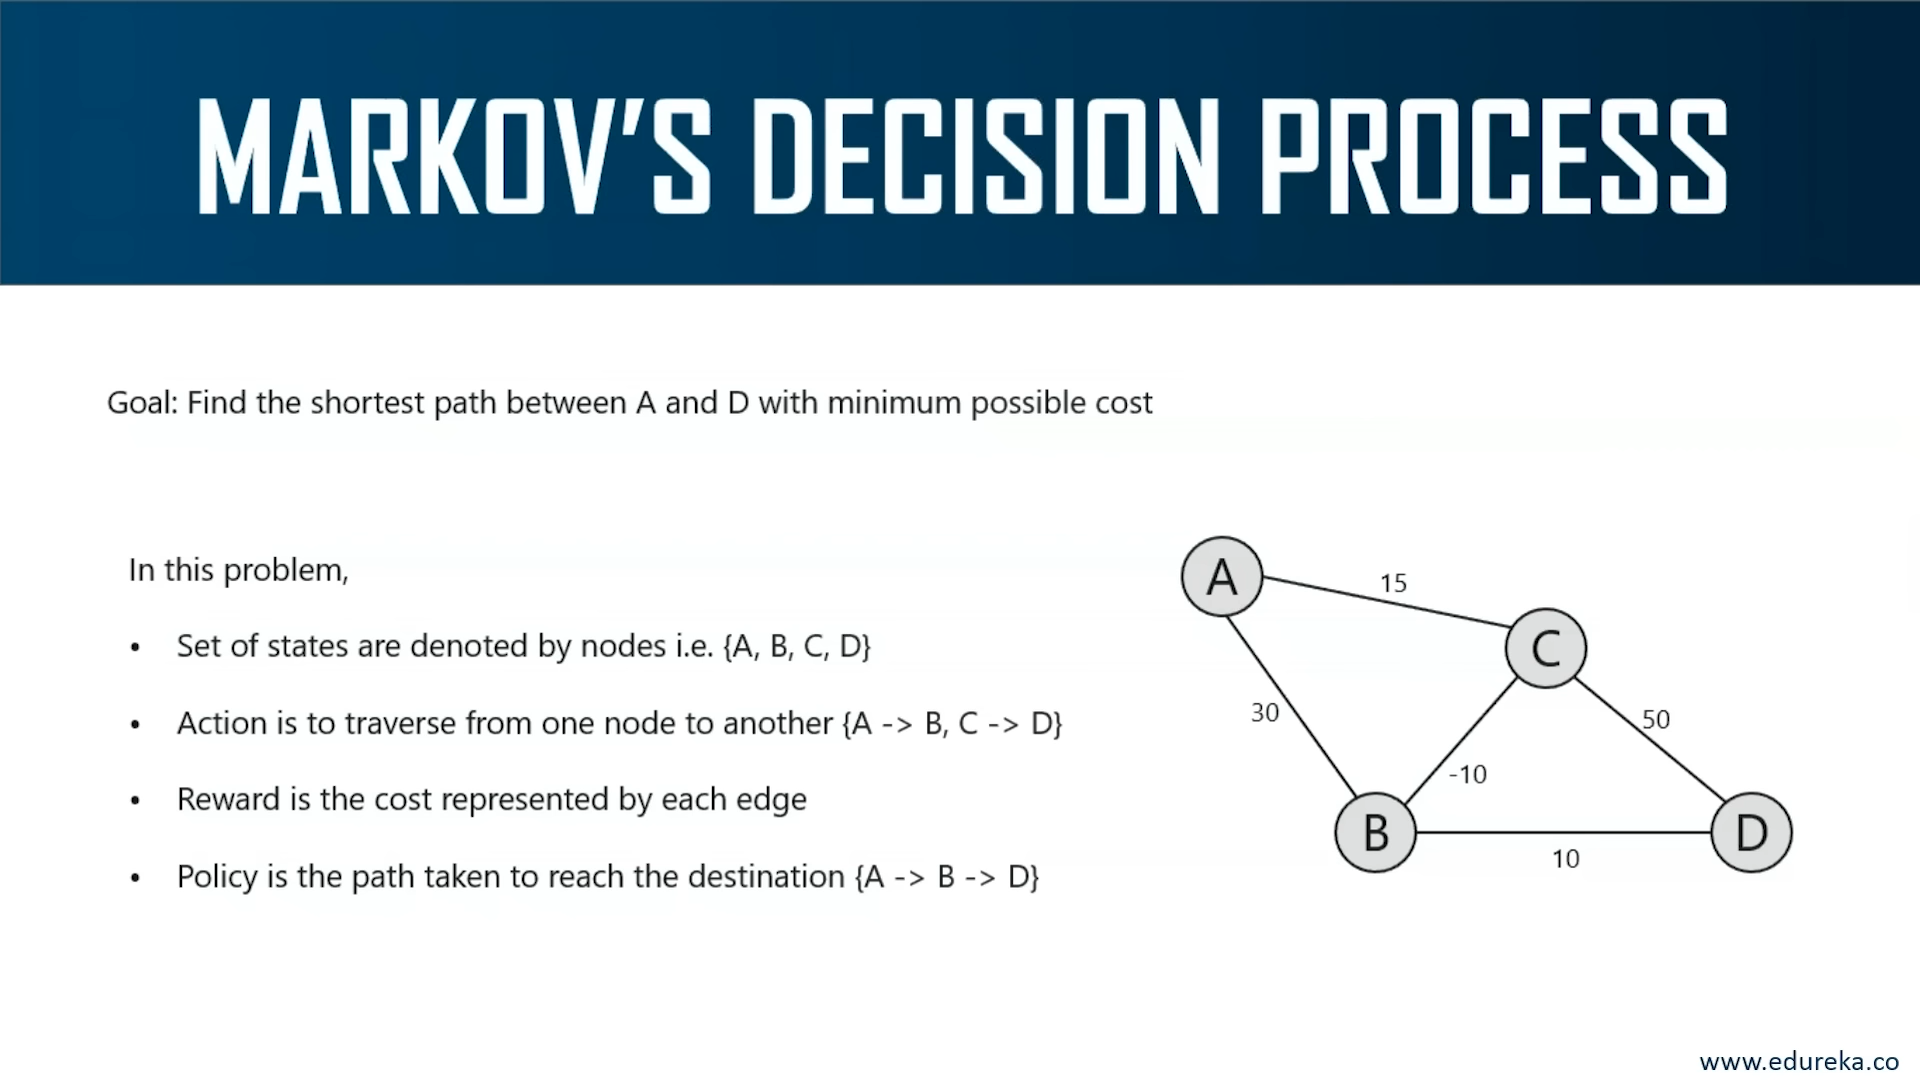 MARKOV'S DECISION PROCESS
Goal: Find the shortest path between A and D with minimum possible cost
In this problem,
• Set of states are denoted by nodes i.e. {A, B, C, D}
• Action is to traverse from one node to another {A -> B, C -> D}
• Reward is the cost represented by each edge
• Policy is the path taken to reach the destination {A -> B -> D}
A
15
C
30
50
-10
B
D
10
www.edureka.co